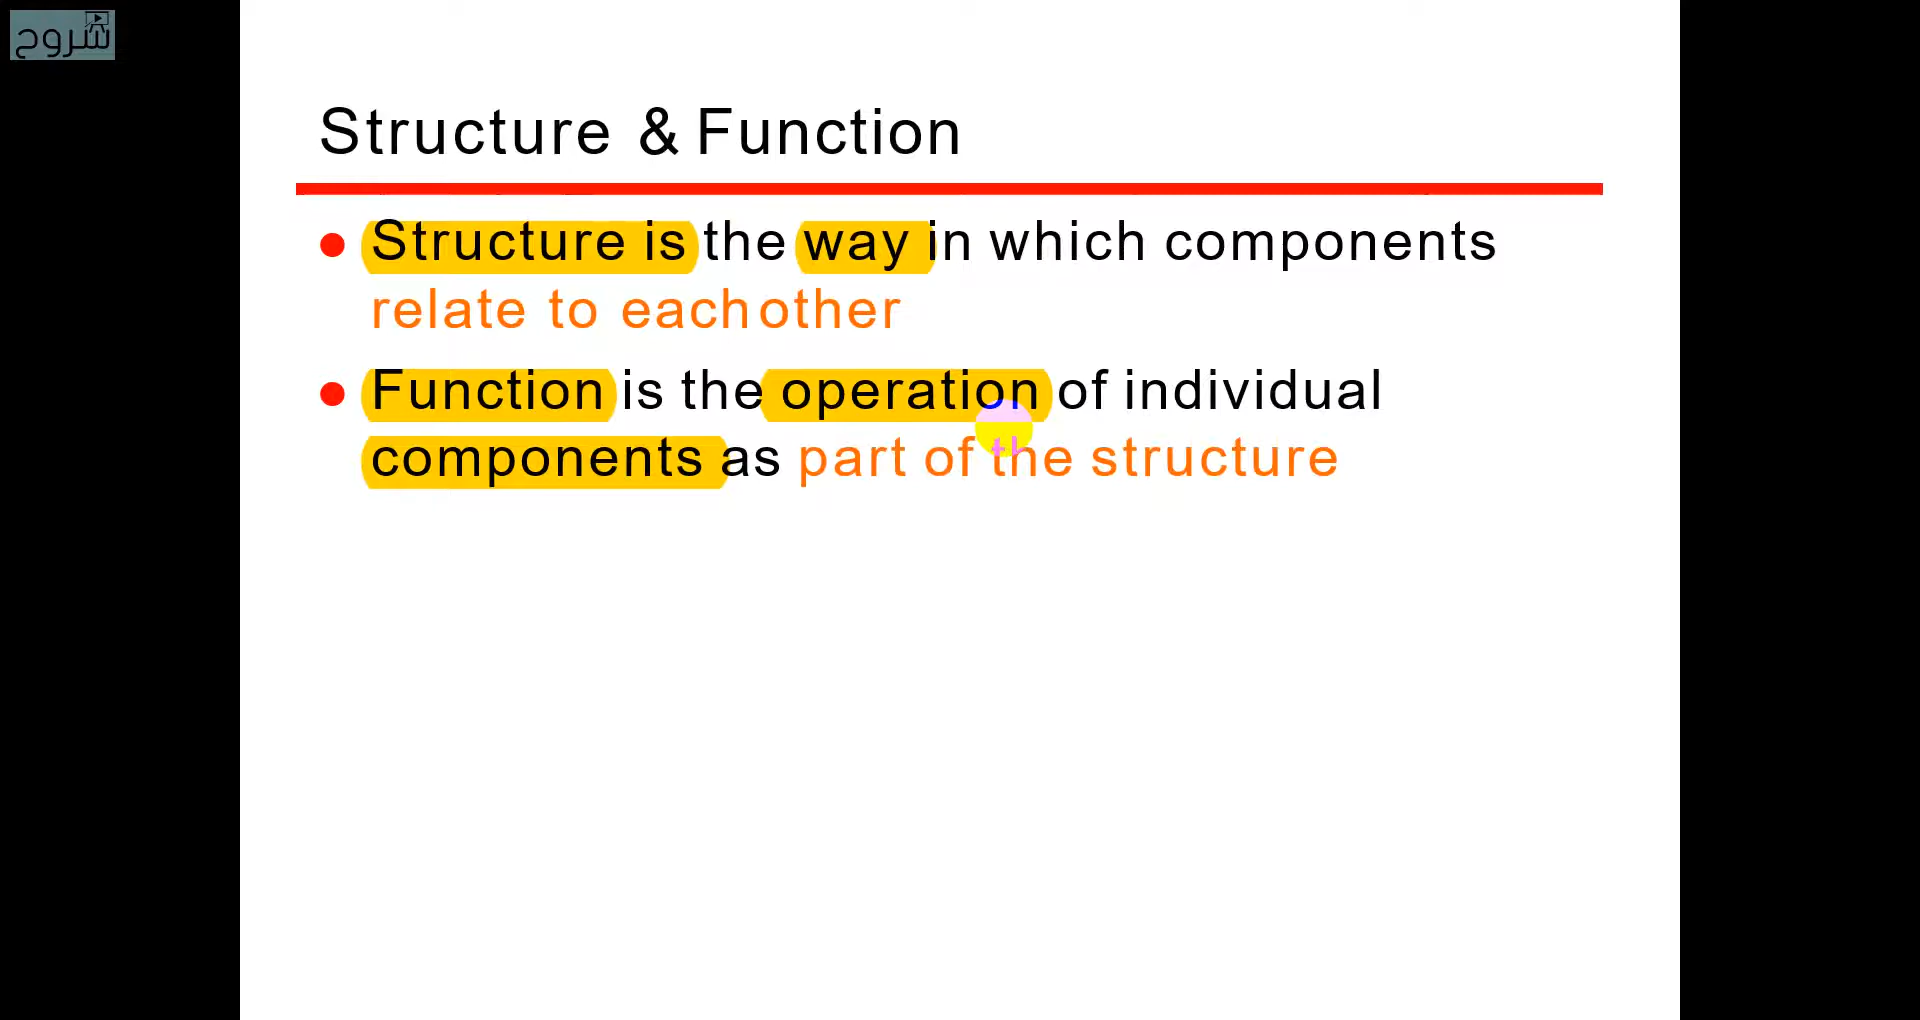 شروح
Structure & Function
Structure is the way in which components
relate to eachother
Function is the operation of individual
components as part of the structure